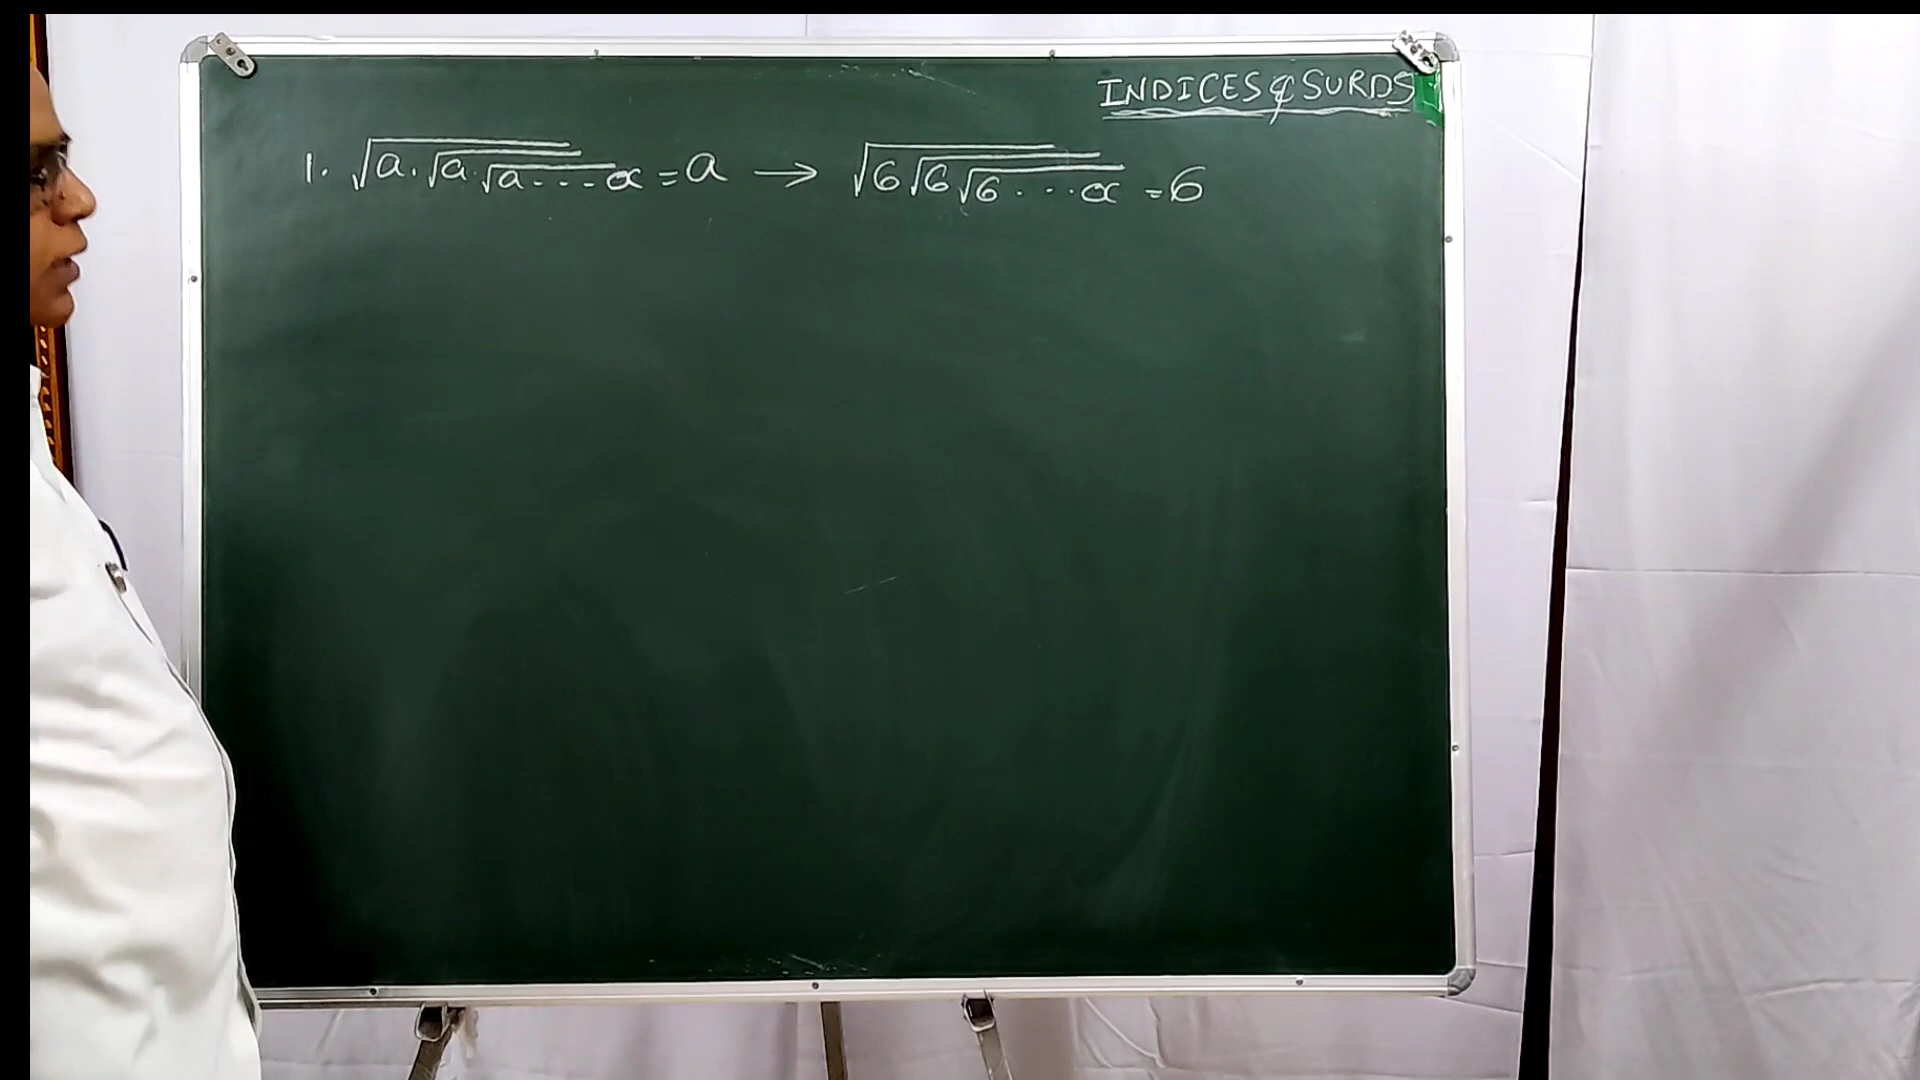 INDICES & SURDS
1. √a.√a.√a...∝ = a → √6√6√6...∝ = 6